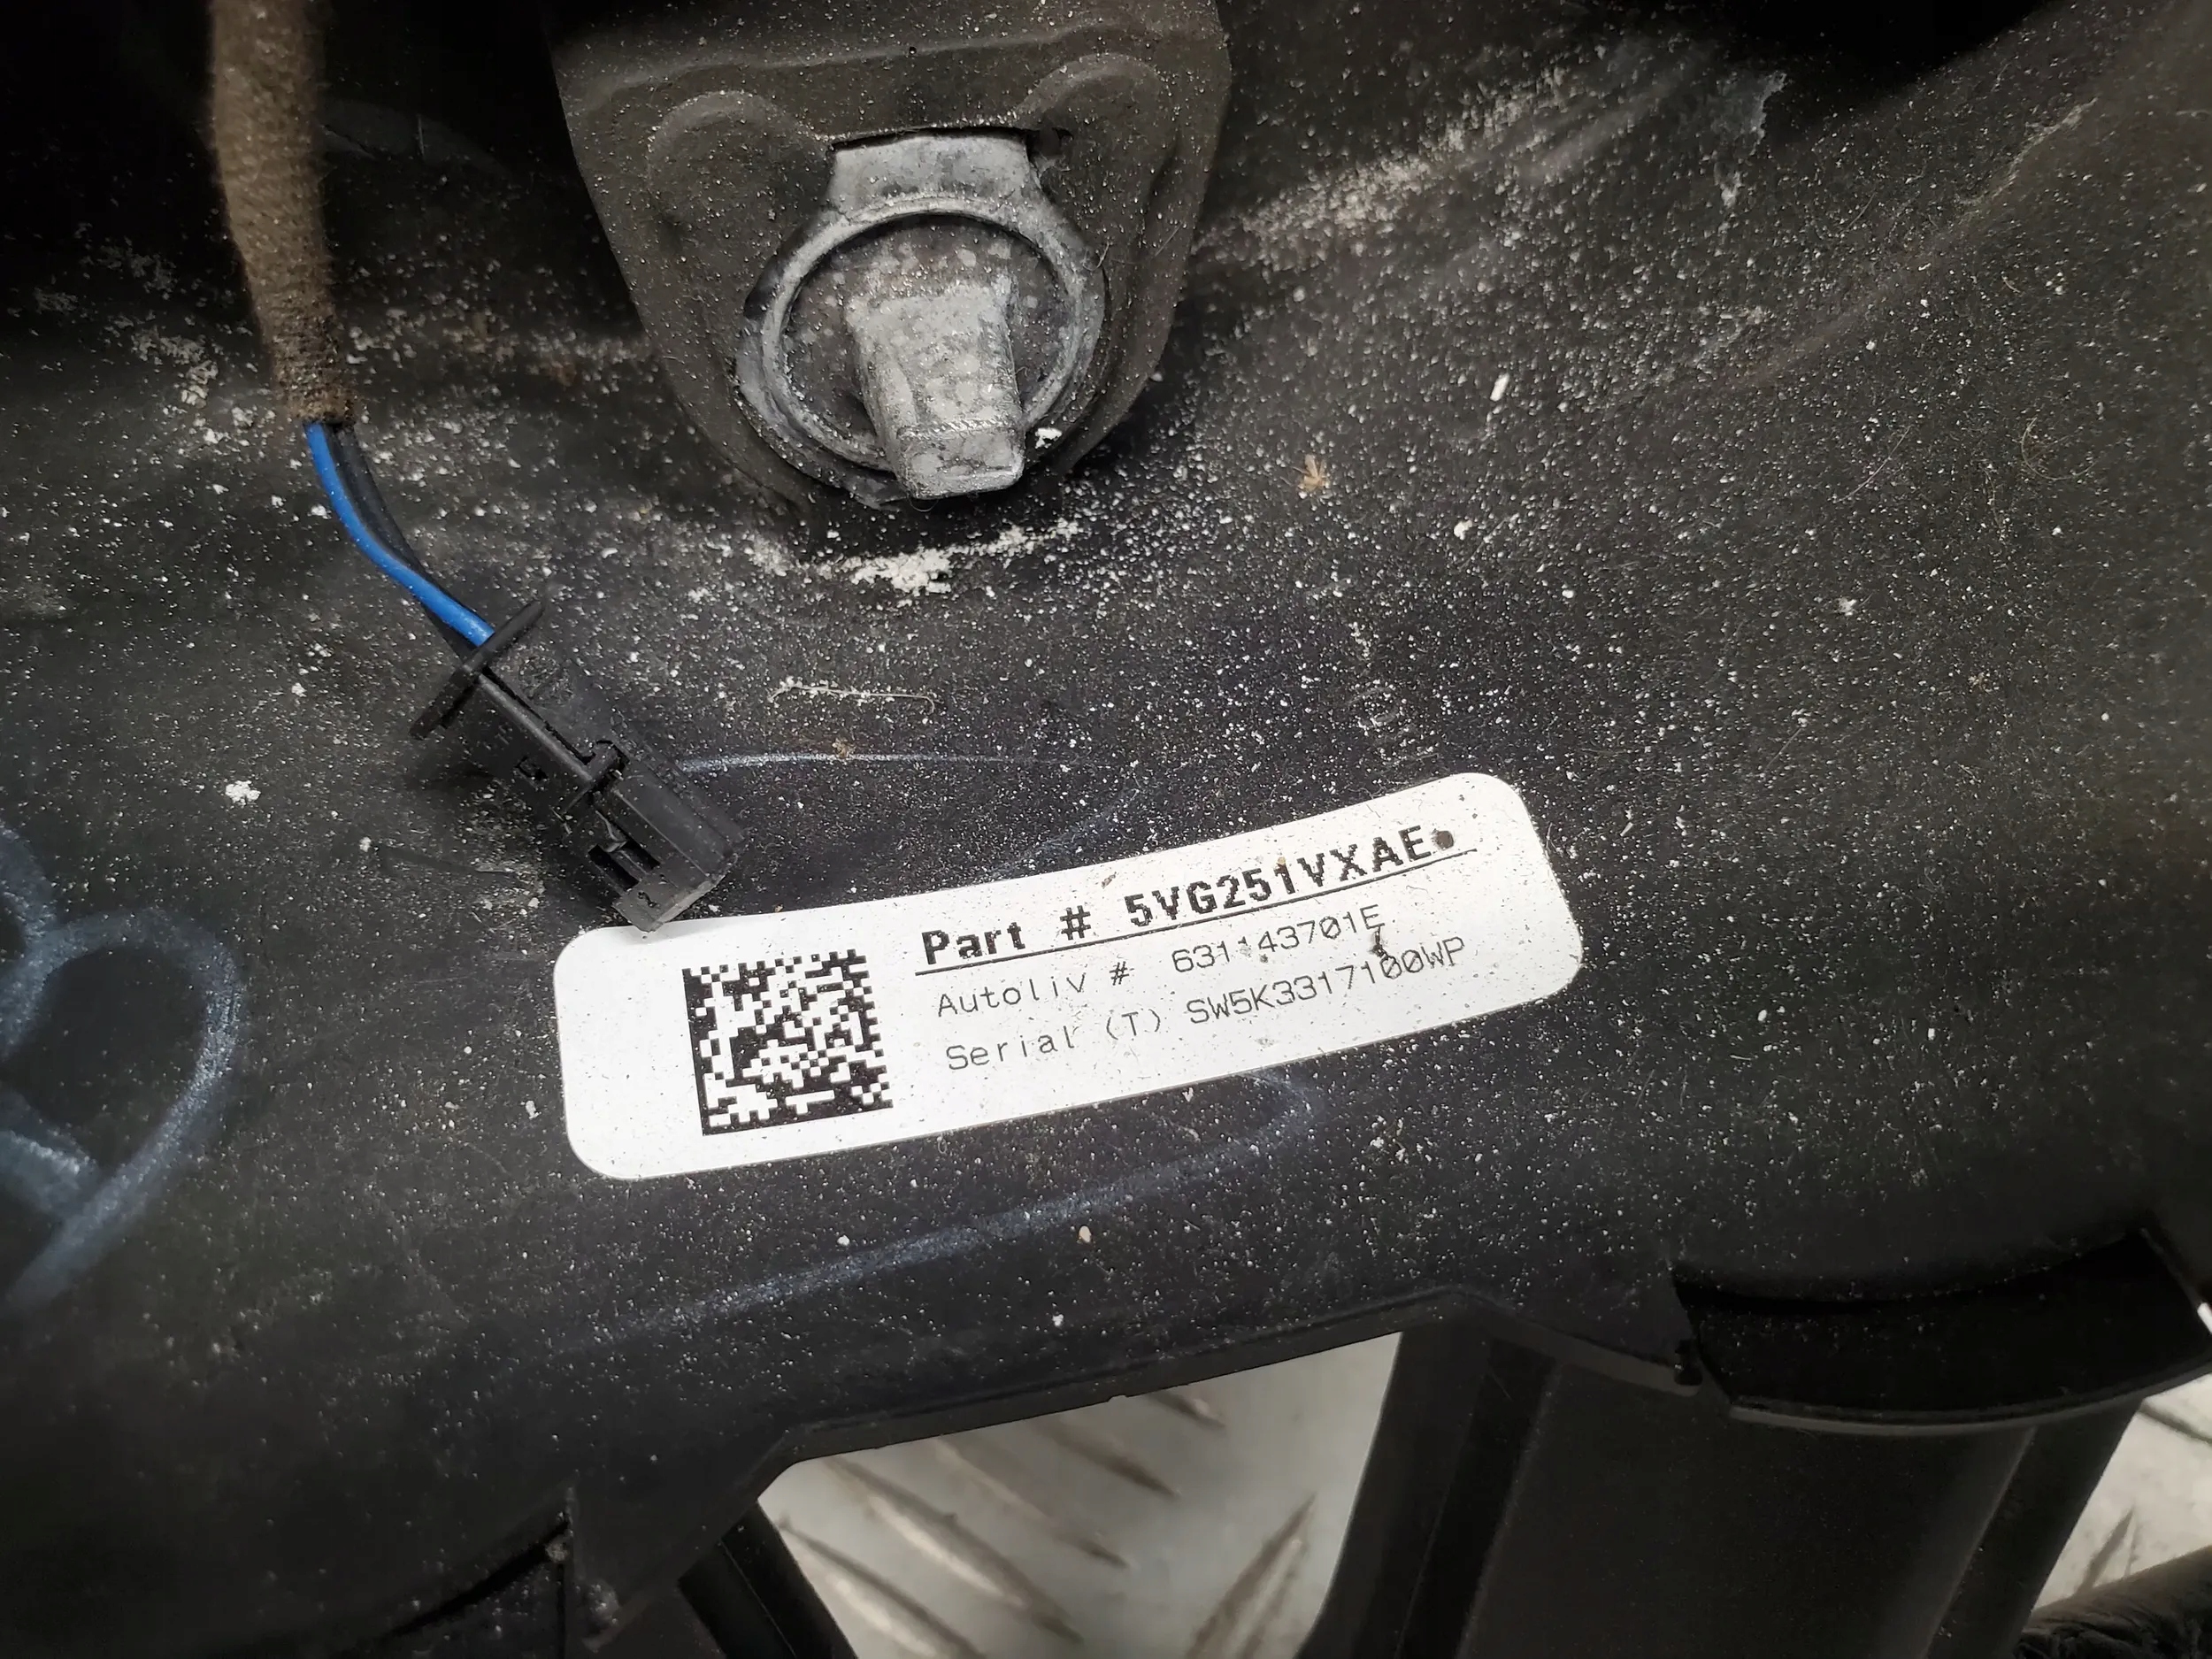 Part # 5VG251VXAE
Autoliv # 631143701E
Serial (T) SW5K3317100WP